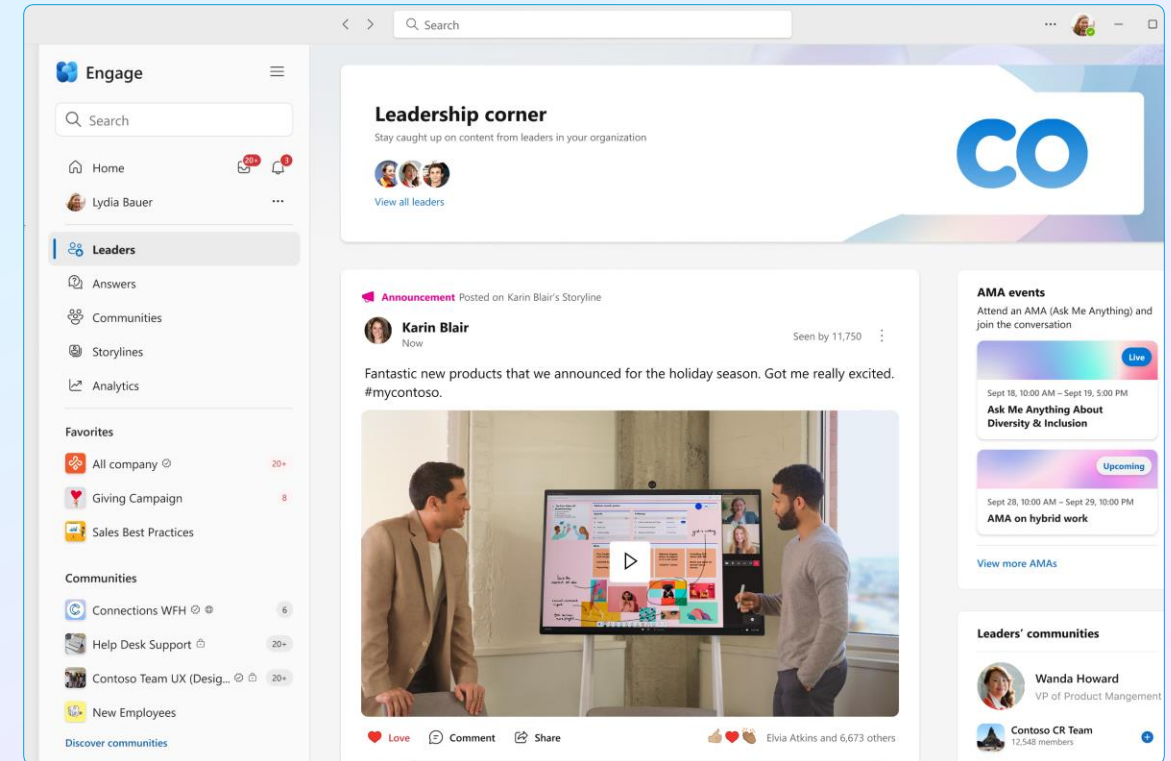 Search
Engage
Search
Home
20+
3
Lydia Bauer
Leaders
Answers
Communities
Storylines
Analytics
Favorites
All company
20+
Giving Campaign
8
Sales Best Practices
Communities
Connections WFH
6
Help Desk Support
20+
Contoso Team UX (Desig...
20+
New Employees
Discover communities
Leadership corner
Stay caught up on content from leaders in your organization
View all leaders
CO
Announcement Posted on Karin Blair's Storyline
Karin Blair
Now
Seen by 11,750
Fantastic new products that we announced for the holiday season. Got me really excited.
#mycontoso.
Love
Comment
Share
Elvia Atkins and 6,673 others
AMA events
Attend an AMA (Ask Me Anything) and
join the conversation
Live
Sept 18, 10:00 AM – Sept 19, 5:00 PM
Ask Me Anything About
Diversity & Inclusion
Upcoming
Sept 28, 10:00 AM – Sept 29, 10:00 PM
AMA on hybrid work
View more AMAs
Leaders' communities
Wanda Howard
VP of Product Mangement
Contoso CR Team
12,548 members